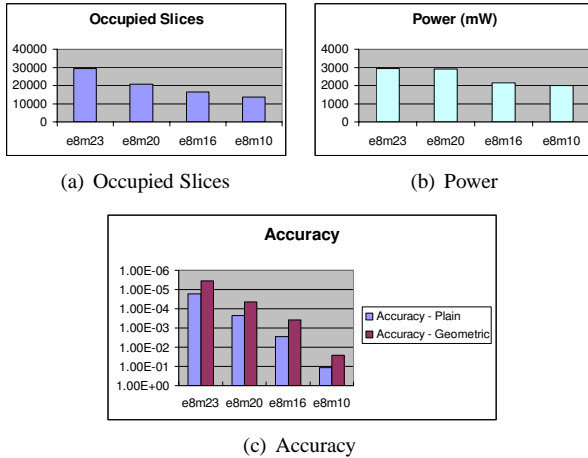 Occupied Slices
40000
30000
20000
10000
0
e8m23 e8m20 e8m16 e8m10
(a) Occupied Slices
Power (mW)
4000
3000
2000
1000
0
e8m23 e8m20 e8m16 e8m10
(b) Power
Accuracy
1.00E-06
1.00E-05
1.00E-04
1.00E-03
1.00E-02
1.00E-01
1.00E+00
e8m23 e8m20 e8m16 e8m10
Accuracy - Plain
Accuracy - Geometric
(c) Accuracy